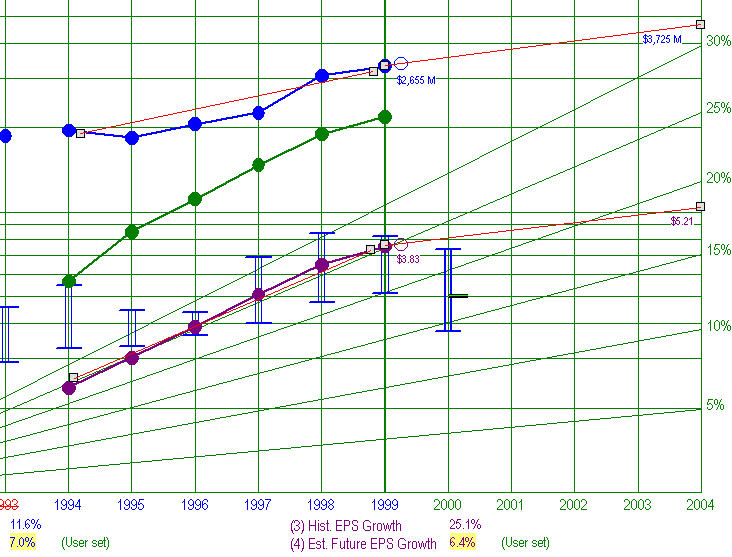 30%
$3,725 M
$2,655 M
25%
20%
$5.21
15%
$3.83
10%
5%
1993 1994 1995 1996 1997 1998 1999 2000 2001 2002 2003 2004
11.6% (3) Hist. EPS Growth 25.1%
7.0% (User set) (4) Est. Future EPS Growth 6.4% (User set)